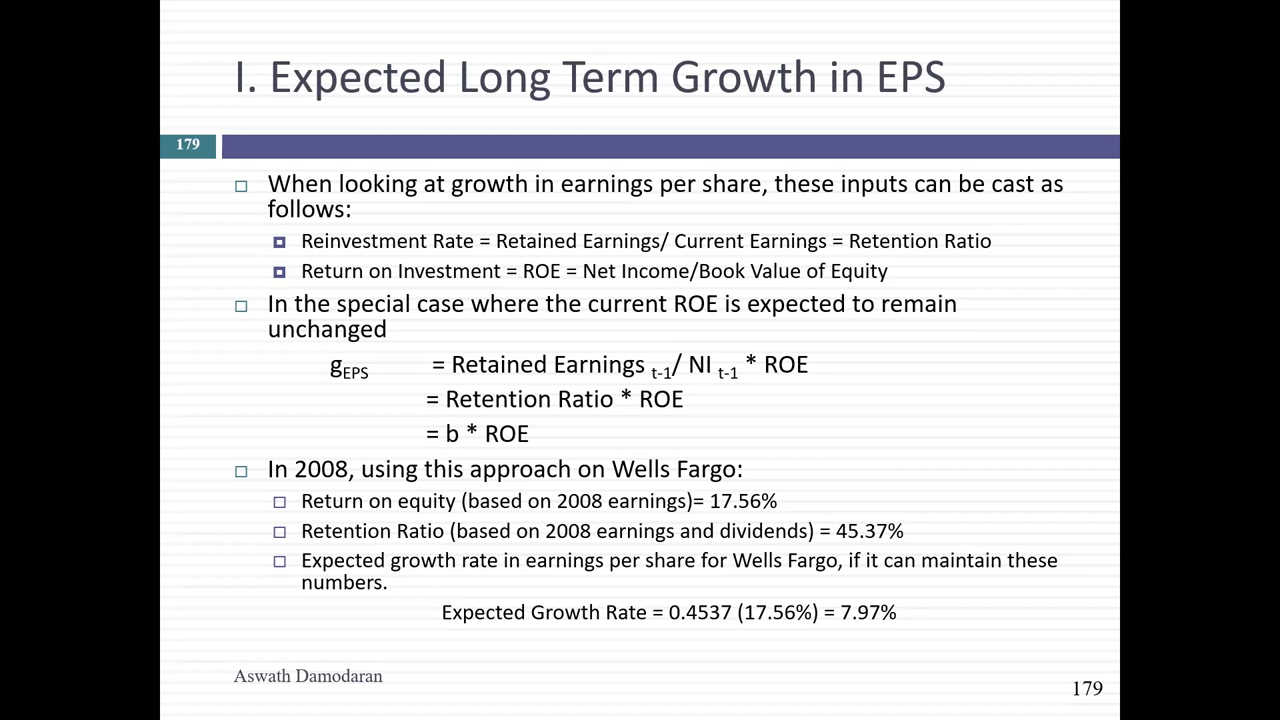 I. Expected Long Term Growth in EPS
179
When looking at growth in earnings per share, these inputs can be cast as
follows:
Reinvestment Rate = Retained Earnings/ Current Earnings = Retention Ratio
Return on Investment = ROE = Net Income/Book Value of Equity
In the special case where the current ROE is expected to remain
unchanged
gEPS = Retained Earnings t-1/ NI t-1 * ROE
= Retention Ratio * ROE
= b * ROE
In 2008, using this approach on Wells Fargo:
Return on equity (based on 2008 earnings)= 17.56%
Retention Ratio (based on 2008 earnings and dividends) = 45.37%
Expected growth rate in earnings per share for Wells Fargo, if it can maintain these
numbers.
Expected Growth Rate = 0.4537 (17.56%) = 7.97%
Aswath Damodaran
179